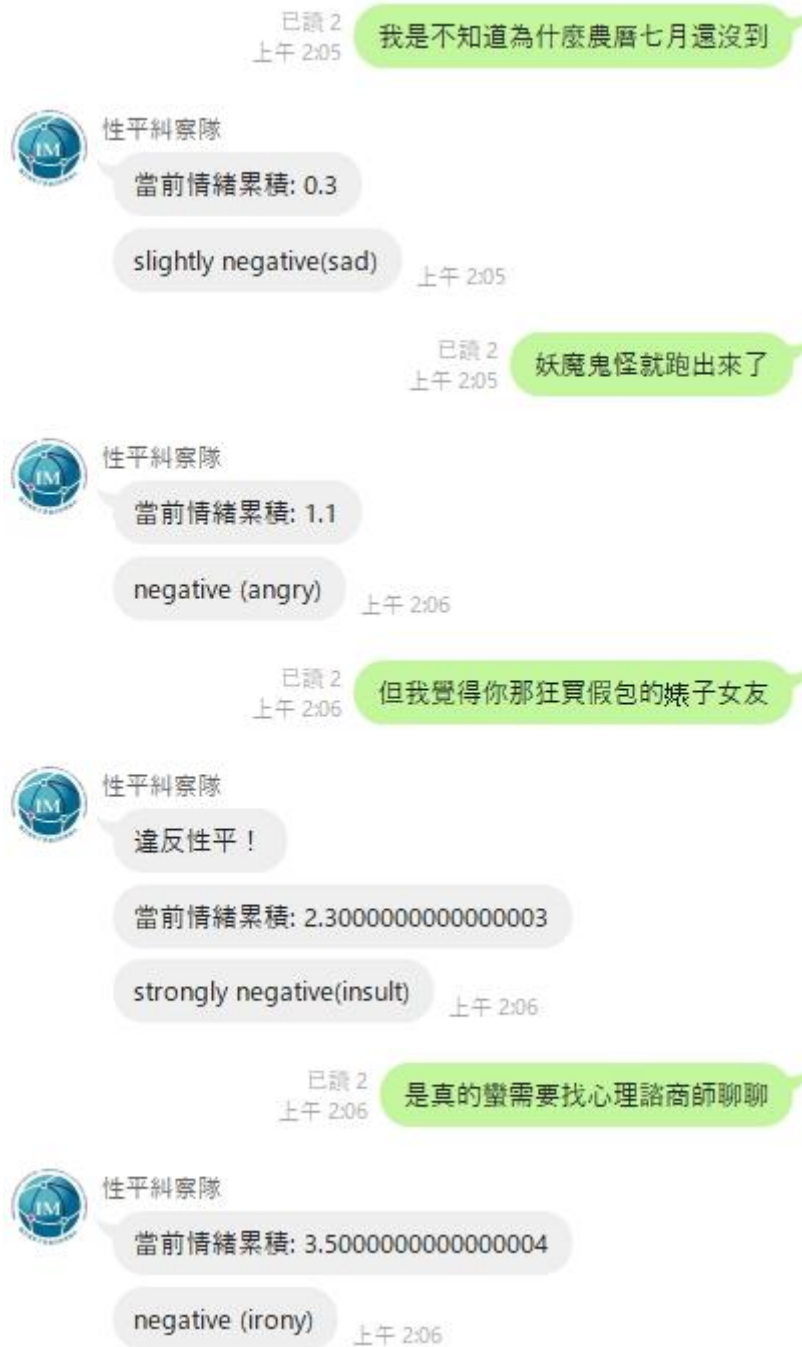 已讀 2
上午 2:05
我是不知道為什麼農曆七月還沒到
IM
性平糾察隊
當前情緒累積: 0.3
slightly negative(sad)
上午 2:05
已讀 2
上午 2:05
妖魔鬼怪就跑出來了
IM
性平糾察隊
當前情緒累積: 1.1
negative (angry)
上午 2:06
已讀 2
上午 2:06
但我覺得你那狂買假包的婊子女友
IM
性平糾察隊
違反性平！
當前情緒累積: 2.3000000000000003
strongly negative(insult)
上午 2:06
已讀 2
上午 2:06
是真的蠻需要找心理諮商師聊聊
IM
性平糾察隊
當前情緒累積: 3.5000000000000004
negative (irony)
上午 2:06